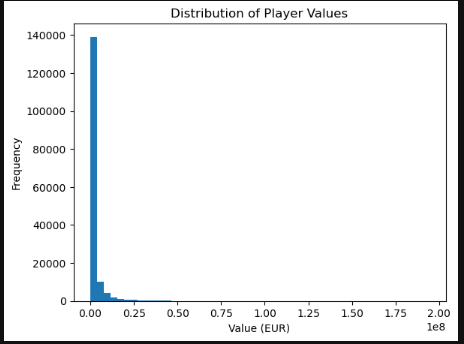 Distribution of Player Values
140000
120000
100000
80000
60000
40000
20000
0
Frequency
0.00 0.25 0.50 0.75 1.00 1.25 1.50 1.75 2.00
1e8
Value (EUR)